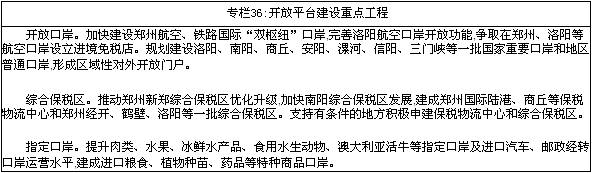 专栏36：开放平台建设重点工程
开放口岸。加快建设郑州航空、铁路国际“双枢纽”口岸,完善洛阳航空口岸开放功能,争取在郑州、洛阳等
航空口岸设立进境免税店。规划建设洛阳、南阳、商丘、安阳、漯河、信阳、三门峡等一批国家重要口岸和地区
普通口岸,形成区域性对外开放门户。
综合保税区。推动郑州新郑综合保税区优化升级,加快南阳综合保税区发展,建成郑州国际陆港、商丘等保税
物流中心和郑州经开、鹤壁、洛阳等一批综合保税区。支持有条件的地方积极申建保税物流中心和综合保税区。
指定口岸。提升肉类、水果、冰鲜水产品、食用水生动物、澳大利亚活牛等指定口岸及进口汽车、邮政经转
口岸运营水平,建成进口粮食、植物种苗、药品等特种商品口岸。